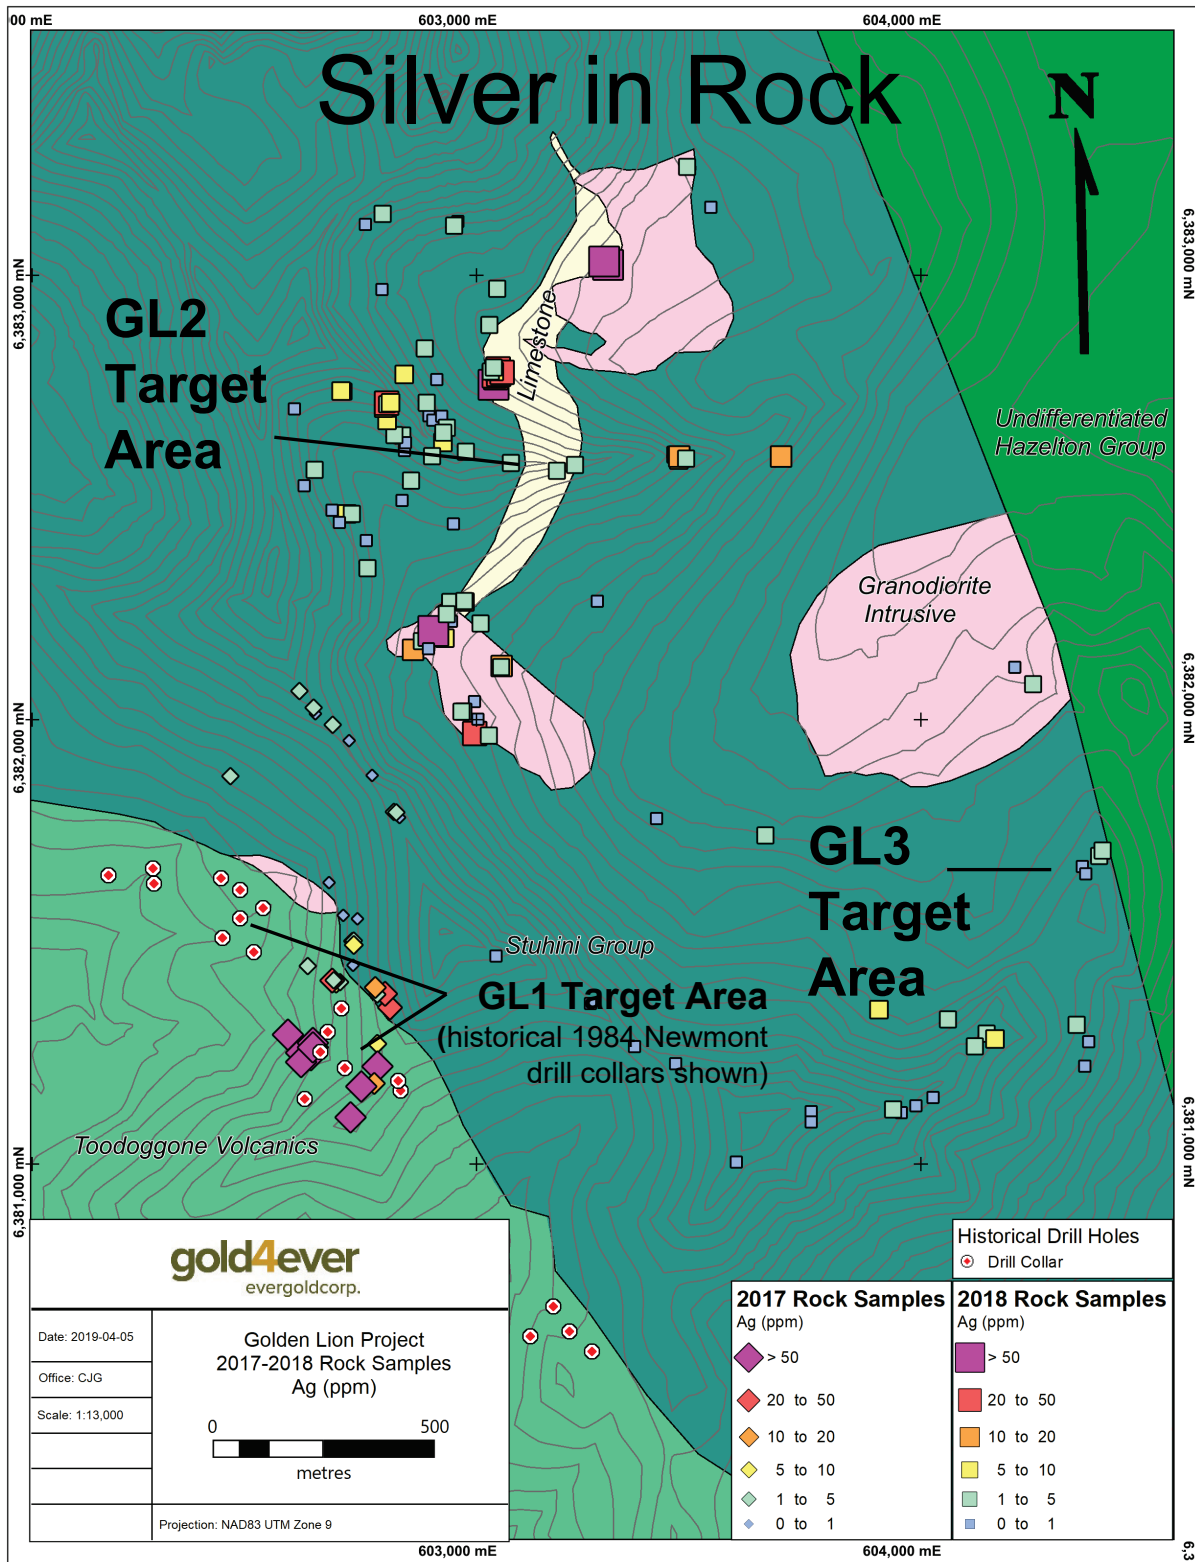 00 mE
603,000 mE
604,000 mE
Silver in Rock
N
6,383,000 mN
6,383,000 mN
GL2
Target
Area
Limestone
Undifferentiated
Hazelton Group
Granodiorite
Intrusive
6,382,000 mN
6,382,000 mN
GL3
Target
Area
Stuhini Group
GL1 Target Area
(historical 1984 Newmont
drill collars shown)
Toodoggone Volcanics
6,381,000 mN
6,381,000 mN
gold4ever
evergoldcorp.
Date: 2019-04-05
Office: CJG
Scale: 1:13,000
Golden Lion Project
2017-2018 Rock Samples
Ag (ppm)
0 500
metres
Projection: NAD83 UTM Zone 9
Historical Drill Holes
Drill Collar
2017 Rock Samples
Ag (ppm)
> 50
20 to 50
10 to 20
5 to 10
1 to 5
0 to 1
2018 Rock Samples
Ag (ppm)
> 50
20 to 50
10 to 20
5 to 10
1 to 5
0 to 1
603,000 mE
604,000 mE
6,3